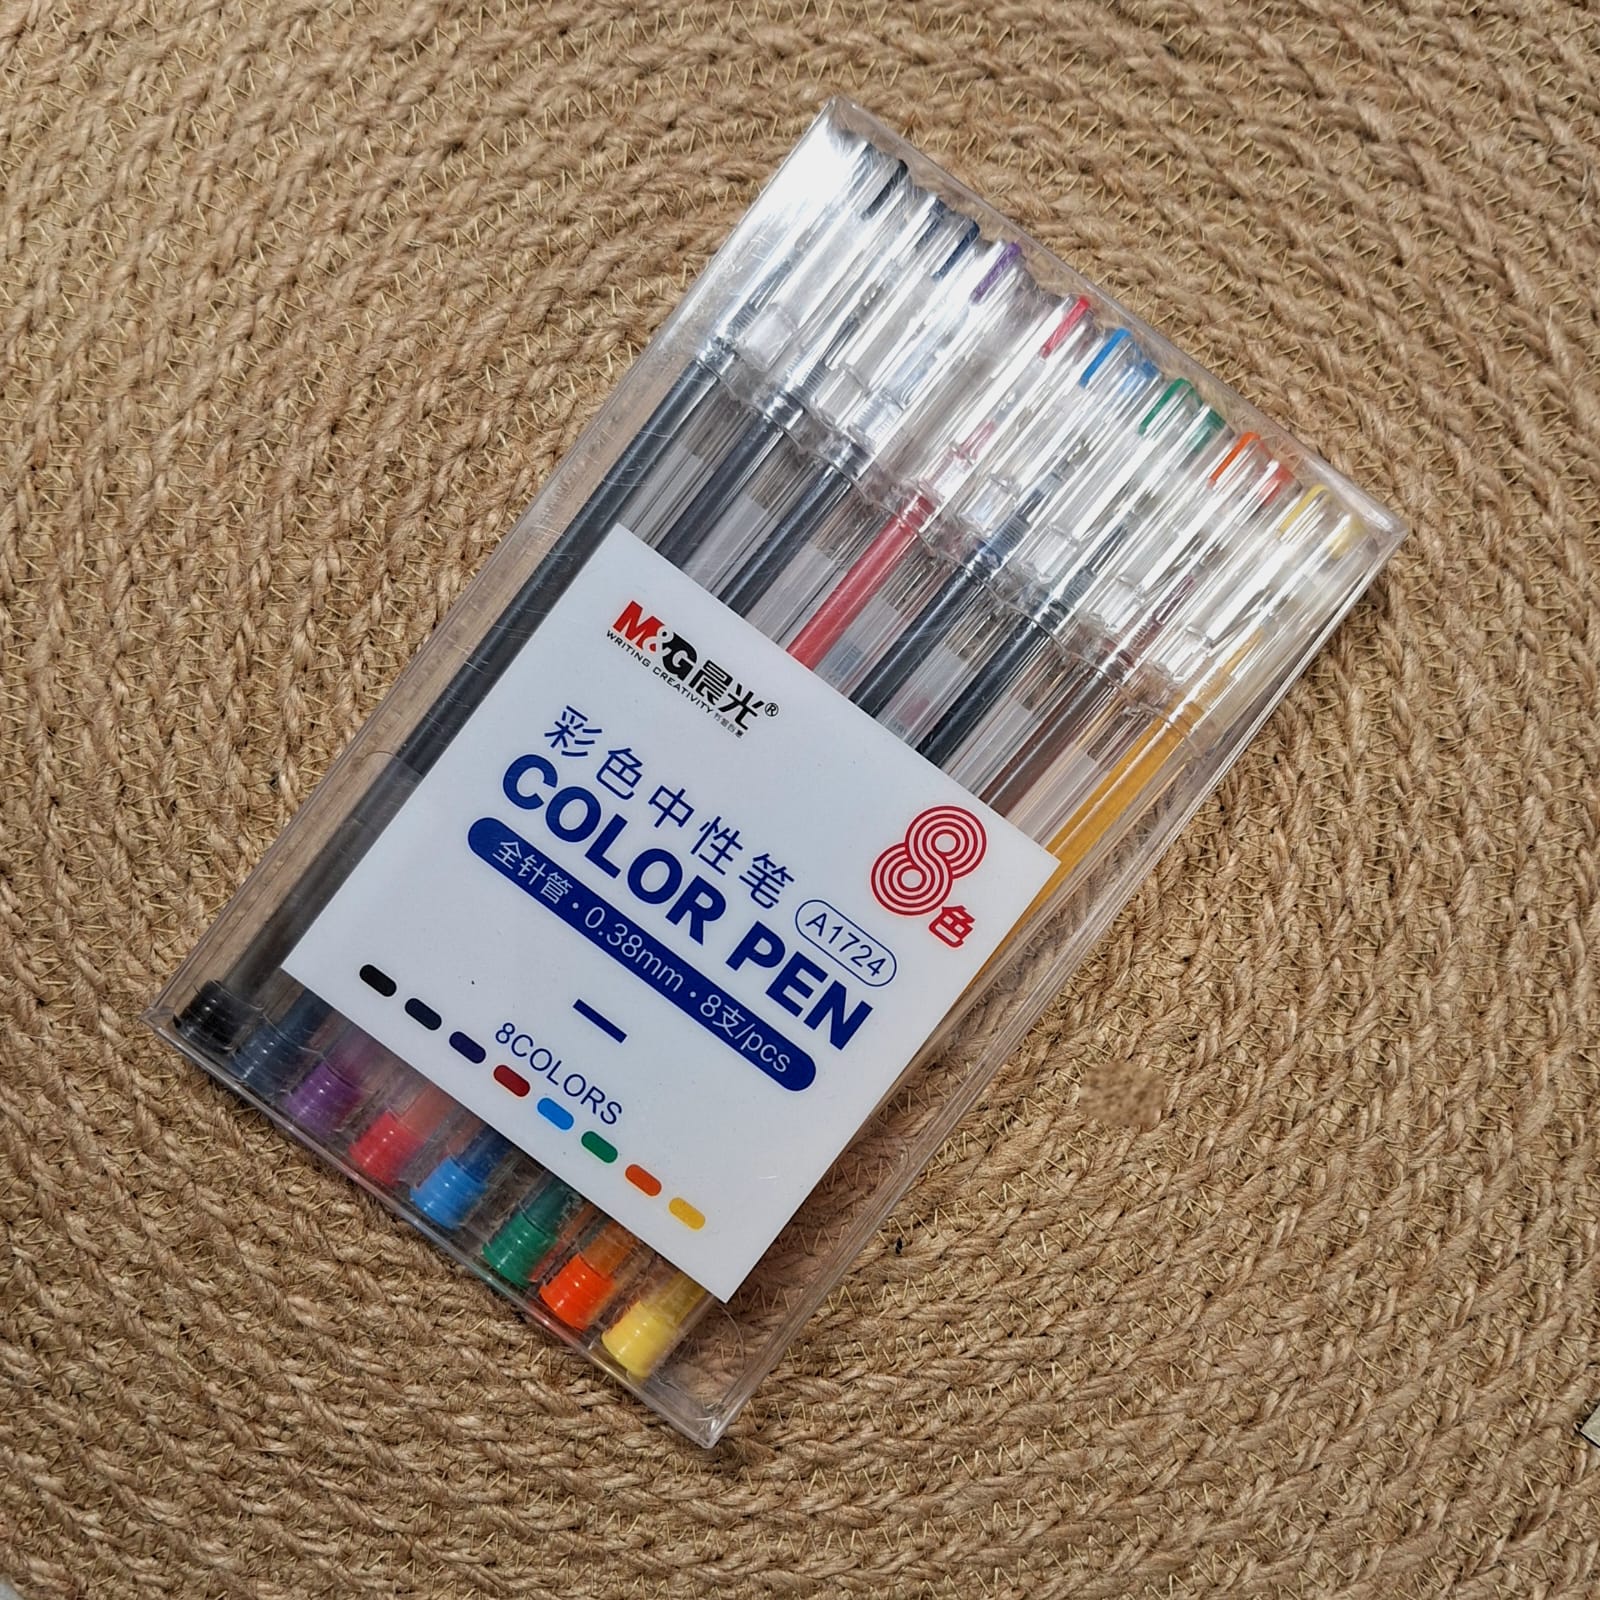 M&G晨光®
WRITING CREATIVITY
彩色中性笔
COLOR PEN
A1724
8色
全针管·0.38mm·8支/pcs
8COLORS